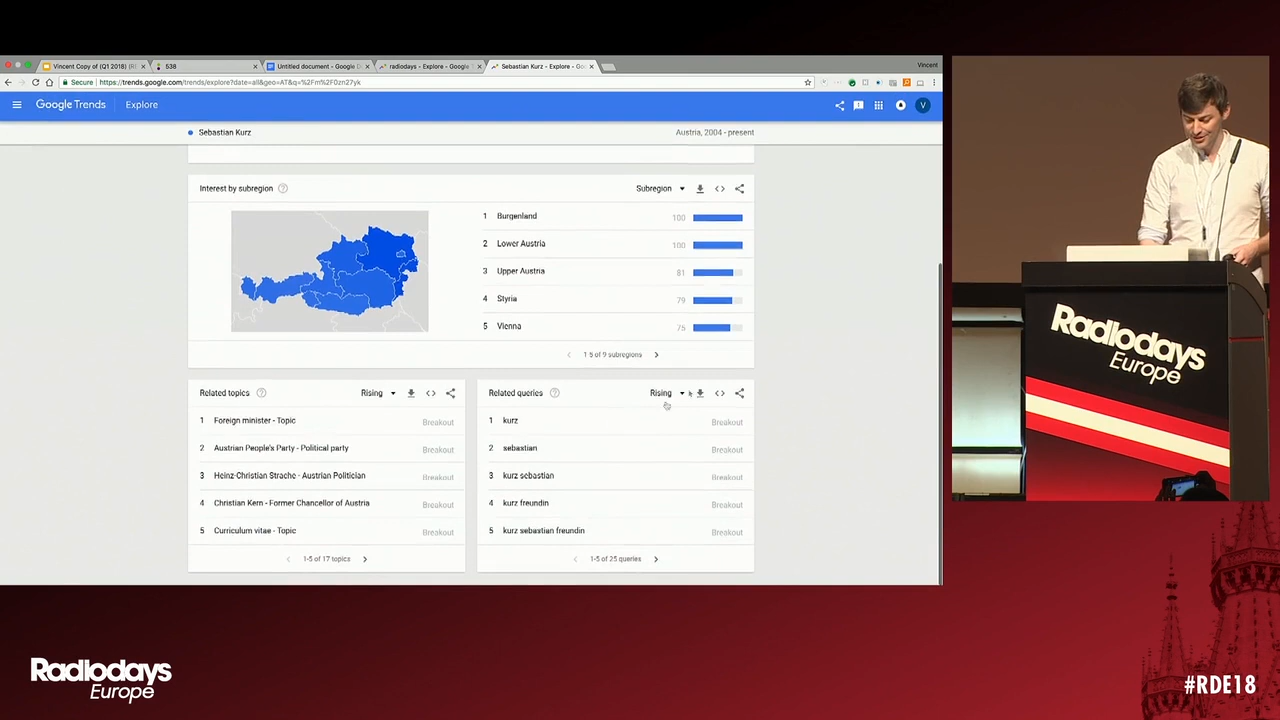 Vincent Copy of (Q1 2018) (R
538
Untitled document - Google D
radiodays - Explore - Google T
Sebastian Kurz - Explore - Goo
Vincent
Secure
https://trends.google.com/trends/explore?date=all&geo=AT&q=%2Fm%2F0zn27yk
Google Trends
Explore
V
Sebastian Kurz
Austria, 2004 - present
Interest by subregion
Subregion
1 Burgenland 100
2 Lower Austria 100
3 Upper Austria 81
4 Styria 79
5 Vienna 75
1-5 of 9 subregions
Related topics
Rising
1 Foreign minister - Topic Breakout
2 Austrian People's Party - Political party Breakout
3 Heinz-Christian Strache - Austrian Politician Breakout
4 Christian Kern - Former Chancellor of Austria Breakout
5 Curriculum vitae - Topic Breakout
1-5 of 17 topics
Related queries
Rising
1 kurz Breakout
2 sebastian Breakout
3 kurz sebastian Breakout
4 kurz freundin Breakout
5 kurz sebastian freundin Breakout
1-5 of 25 queries
Radiodays
Europe
Radiodays
Europe
#RDE18